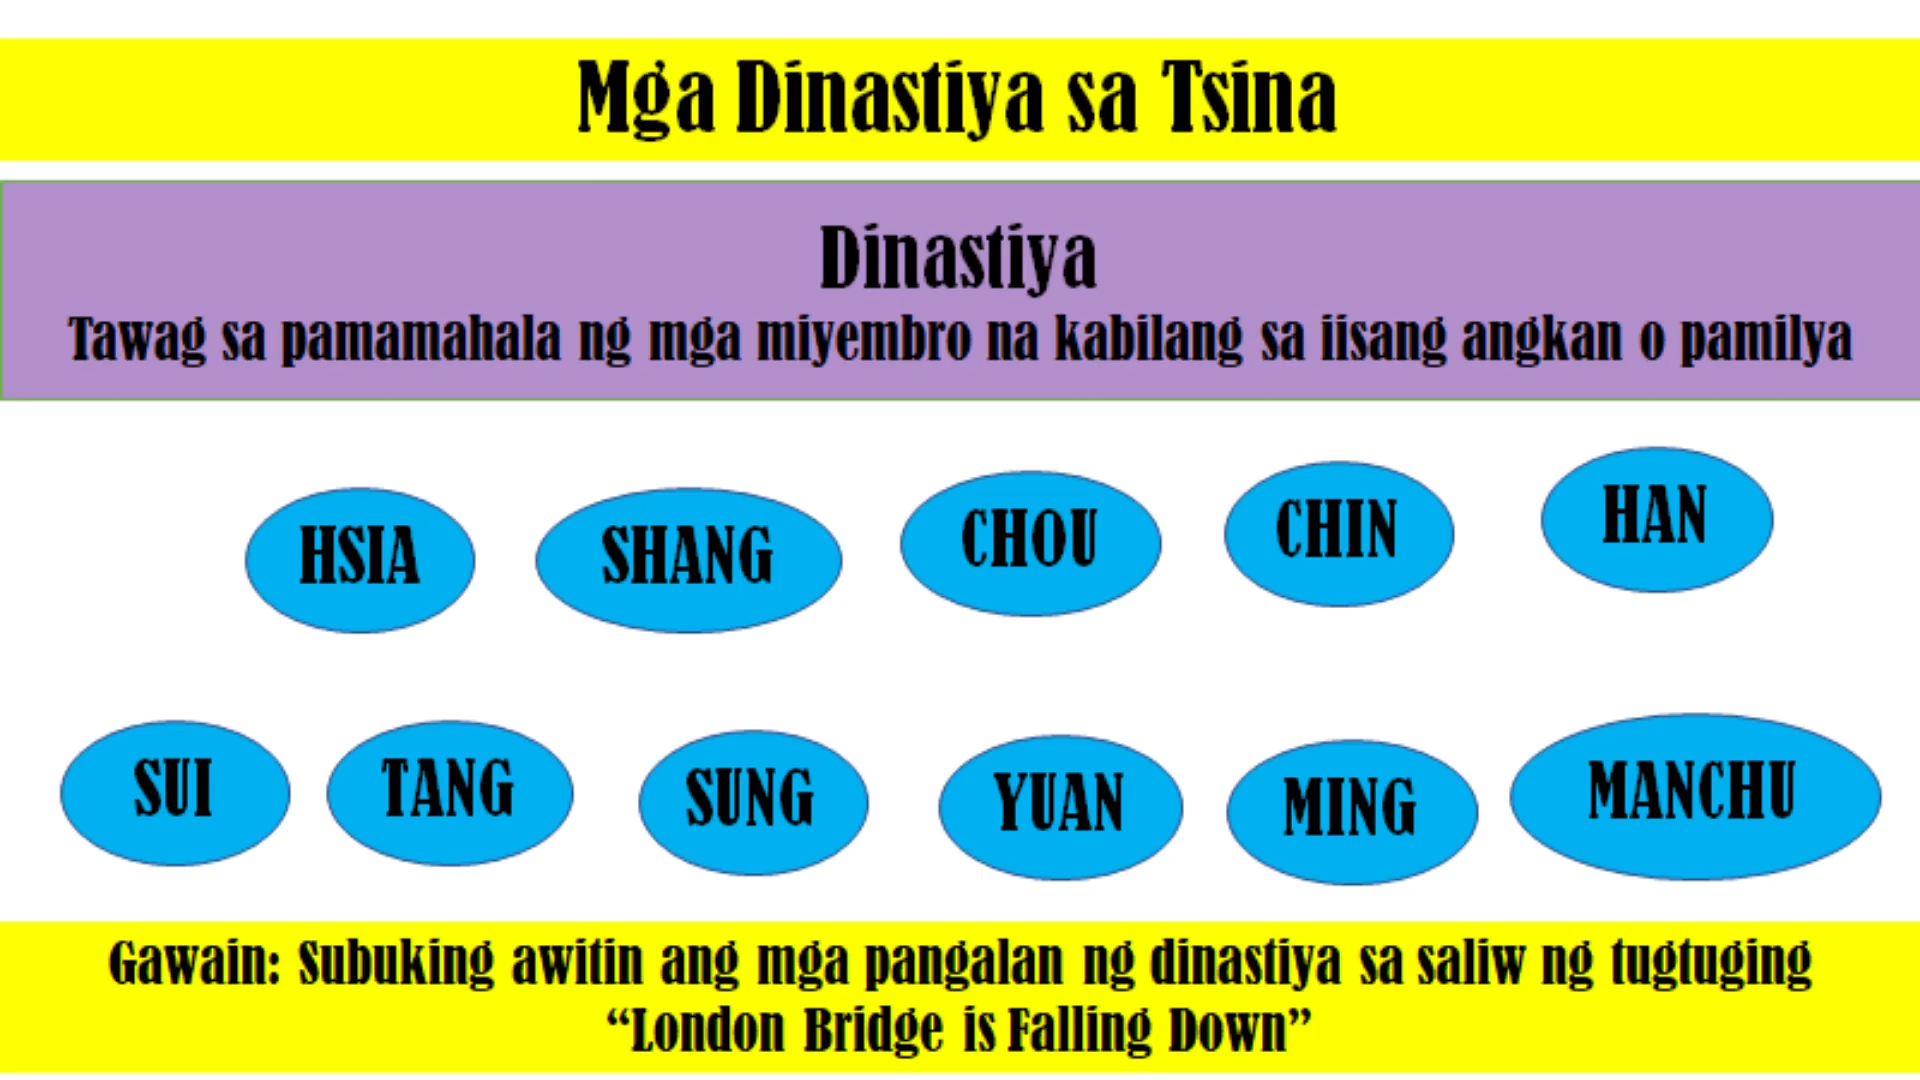 Mga Dinastiya sa Tsina
Dinastiya
Tawag sa pamamahala ng mga miyembro na kabilang sa iisang angkan o pamilya
HSIA
SHANG
CHOU
CHIN
HAN
SUI
TANG
SUNG
YUAN
MING
MANCHU
Gawain: Subuking awitin ang mga pangalan ng dinastiya sa saliw ng tugtuging
“London Bridge is Falling Down”